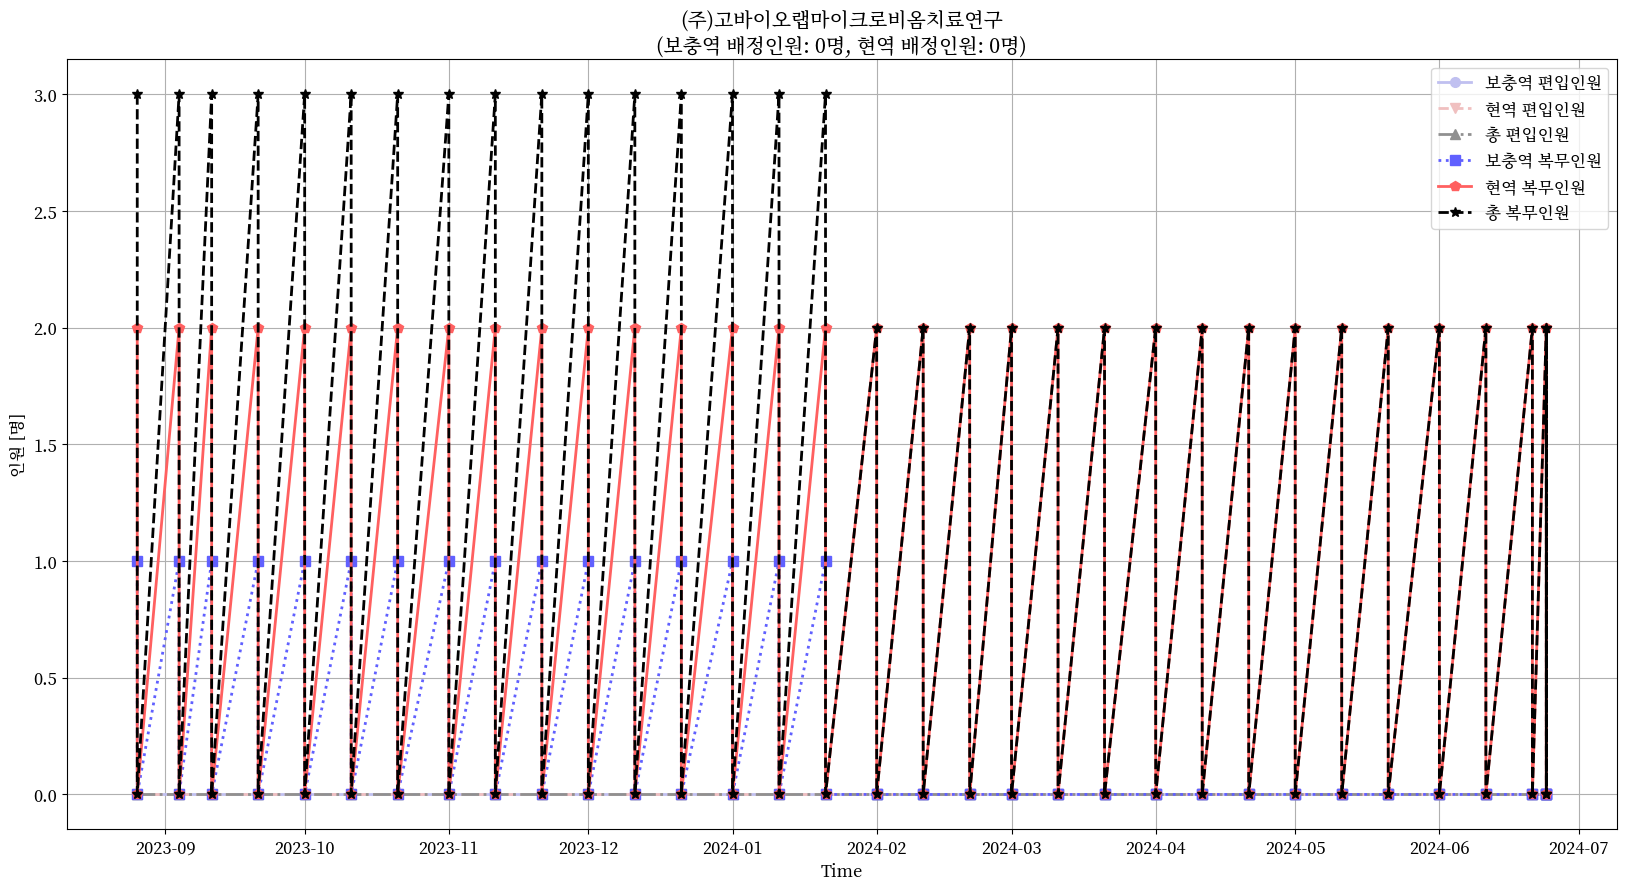 (주)고바이오랩마이크로비옴치료연구
(보충역 배정인원: 0명, 현역 배정인원: 0명)
보충역 편입인원
현역 편입인원
총 편입인원
보충역 복무인원
현역 복무인원
총 복무인원
인원 [명]
3.0
2.5
2.0
1.5
1.0
0.5
0.0
2023-09 2023-10 2023-11 2023-12 2024-01 2024-02 2024-03 2024-04 2024-05 2024-06 2024-07
Time